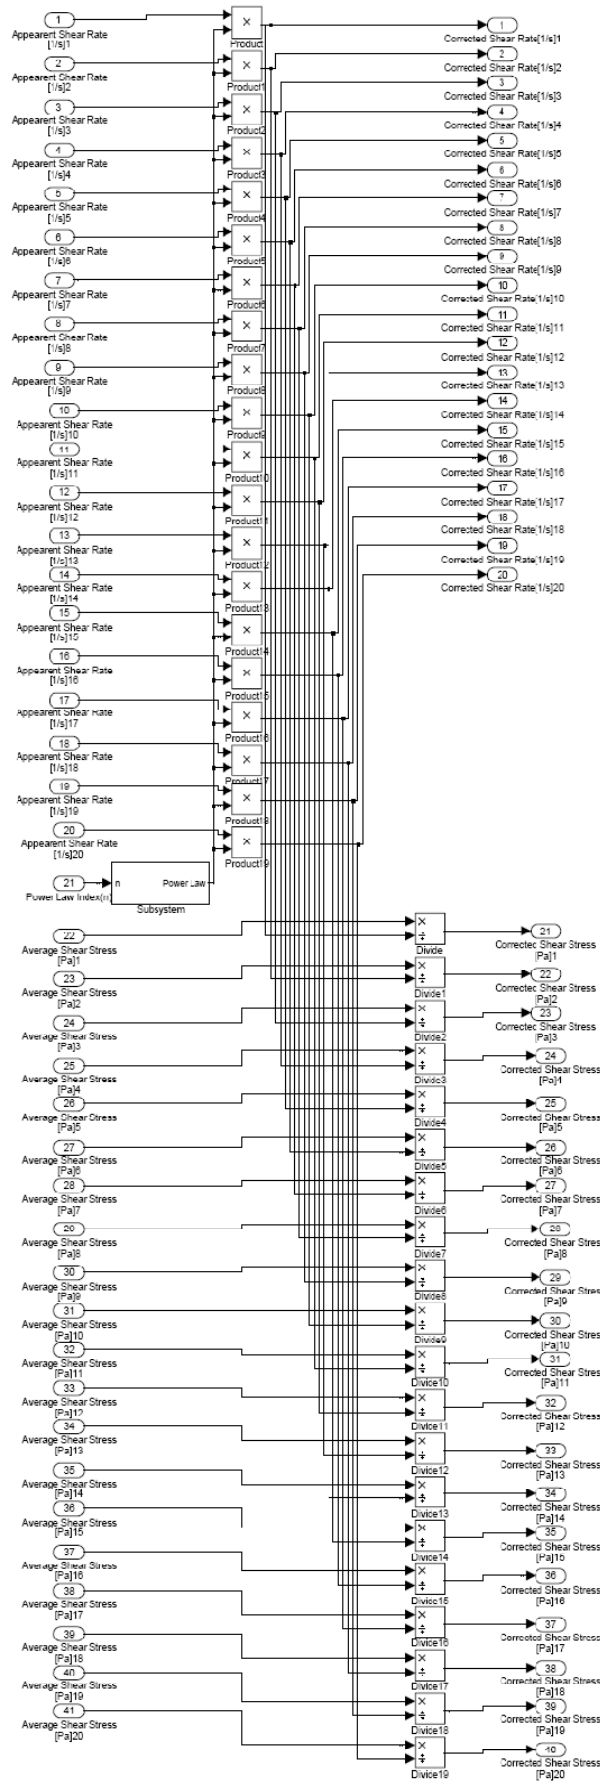 1
Appearent Shear Rate
[1/s]1
2
Appearent Shear Rate
[1/s]2
3
Appearent Shear Rate
[1/s]3
4
Appearent Shear Rate
[1/s]4
5
Appearent Shear Rate
[1/s]5
6
Appearent Shear Rate
[1/s]6
7
Appearent Shear Rate
[1/s]7
8
Appearent Shear Rate
[1/s]8
9
Appearent Shear Rate
[1/s]9
10
Appearent Shear Rate
[1/s]10
11
Appearent Shear Rate
[1/s]11
12
Appearent Shear Rate
[1/s]12
13
Appearent Shear Rate
[1/s]13
14
Appearent Shear Rate
[1/s]14
15
Appearent Shear Rate
[1/s]15
16
Appearent Shear Rate
[1/s]16
17
Appearent Shear Rate
[1/s]17
18
Appearent Shear Rate
[1/s]18
19
Appearent Shear Rate
[1/s]19
20
Appearent Shear Rate
[1/s]20
21
Power Law Index(n)
n Power Law
Subsystem
Product
Product1
Product2
Product3
Product4
Product5
Product6
Product7
Product8
Product9
Product10
Product11
Product12
Product13
Product14
Product15
Product16
Product17
Product18
Product19
1
Corrected Shear Rate[1/s]1
2
Corrected Shear Rate[1/s]2
3
Corrected Shear Rate[1/s]3
4
Corrected Shear Rate[1/s]4
5
Corrected Shear Rate[1/s]5
6
Corrected Shear Rate[1/s]6
7
Corrected Shear Rate[1/s]7
8
Corrected Shear Rate[1/s]8
9
Corrected Shear Rate[1/s]9
10
Corrected Shear Rate[1/s]10
11
Corrected Shear Rate[1/s]11
12
Corrected Shear Rate[1/s]12
13
Corrected Shear Rate[1/s]13
14
Corrected Shear Rate[1/s]14
15
Corrected Shear Rate[1/s]15
16
Corrected Shear Rate[1/s]16
17
Corrected Shear Rate[1/s]17
18
Corrected Shear Rate[1/s]18
19
Corrected Shear Rate[1/s]19
20
Corrected Shear Rate[1/s]20
22
Average Shear Stress
[Pa]1
23
Average Shear Stress
[Pa]2
24
Average Shear Stress
[Pa]3
25
Average Shear Stress
[Pa]4
26
Average Shear Stress
[Pa]5
27
Average Shear Stress
[Pa]6
28
Average Shear Stress
[Pa]7
29
Average Shear Stress
[Pa]8
30
Average Shear Stress
[Pa]9
31
Average Shear Stress
[Pa]10
32
Average Shear Stress
[Pa]11
33
Average Shear Stress
[Pa]12
34
Average Shear Stress
[Pa]13
35
Average Shear Stress
[Pa]14
36
Average Shear Stress
[Pa]15
37
Average Shear Stress
[Pa]16
38
Average Shear Stress
[Pa]17
39
Average Shear Stress
[Pa]18
40
Average Shear Stress
[Pa]19
41
Average Shear Stress
[Pa]20
Divide
Divide1
Divide2
Divide3
Divide4
Divide5
Divide6
Divide7
Divide8
Divide9
Divide10
Divide11
Divide12
Divide13
Divide14
Divide15
Divide16
Divide17
Divide18
Divide19
21
Corrected Shear Stress
[Pa]1
22
Corrected Shear Stress
[Pa]2
23
Corrected Shear Stress
[Pa]3
24
Corrected Shear Stress
[Pa]4
25
Corrected Shear Stress
[Pa]5
26
Corrected Shear Stress
[Pa]6
27
Corrected Shear Stress
[Pa]7
28
Corrected Shear Stress
[Pa]8
29
Corrected Shear Stress
[Pa]9
30
Corrected Shear Stress
[Pa]10
31
Corrected Shear Stress
[Pa]11
32
Corrected Shear Stress
[Pa]12
33
Corrected Shear Stress
[Pa]13
34
Corrected Shear Stress
[Pa]14
35
Corrected Shear Stress
[Pa]15
36
Corrected Shear Stress
[Pa]16
37
Corrected Shear Stress
[Pa]17
38
Corrected Shear Stress
[Pa]18
39
Corrected Shear Stress
[Pa]19
40
Corrected Shear Stress
[Pa]20